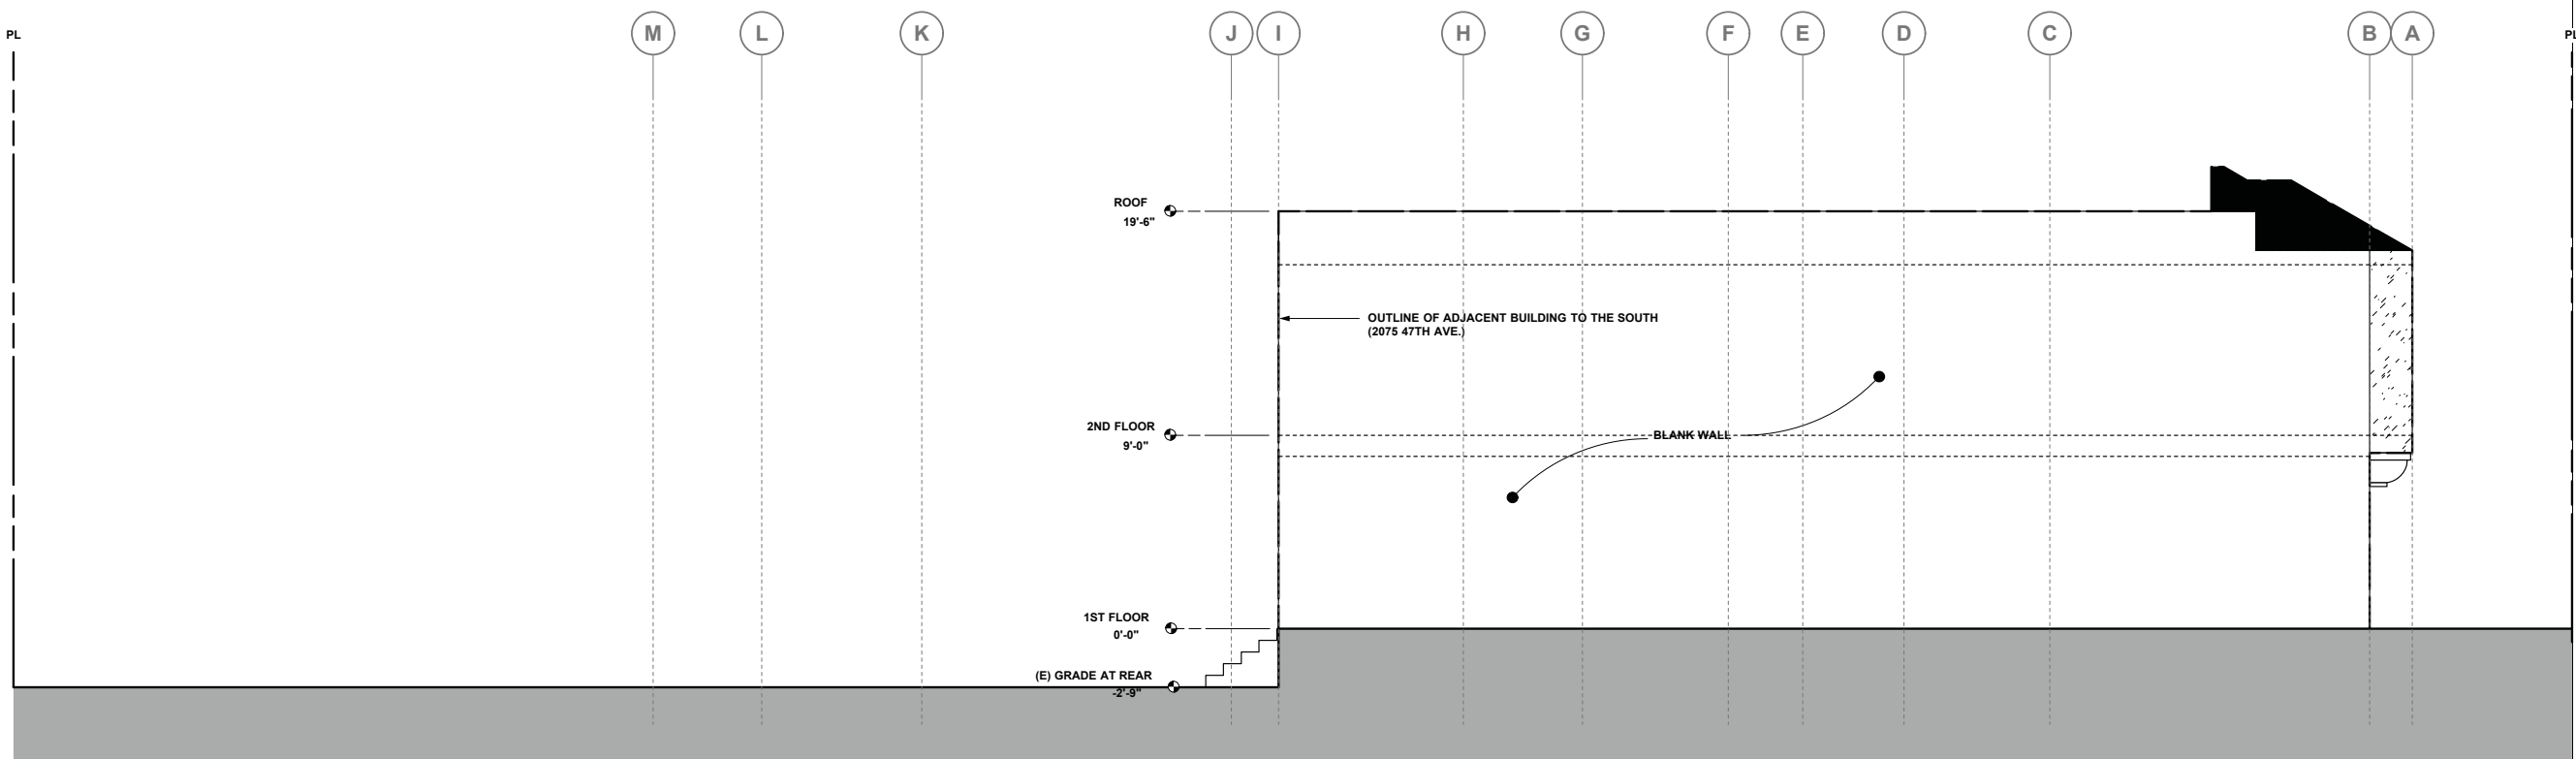 PL
M
L
K
J
I
H
G
F
E
D
C
B
A
PL
ROOF
19'-6"
OUTLINE OF ADJACENT BUILDING TO THE SOUTH
(2075 47TH AVE.)
2ND FLOOR
9'-0"
BLANK WALL
1ST FLOOR
0'-0"
(E) GRADE AT REAR
-2'-9"